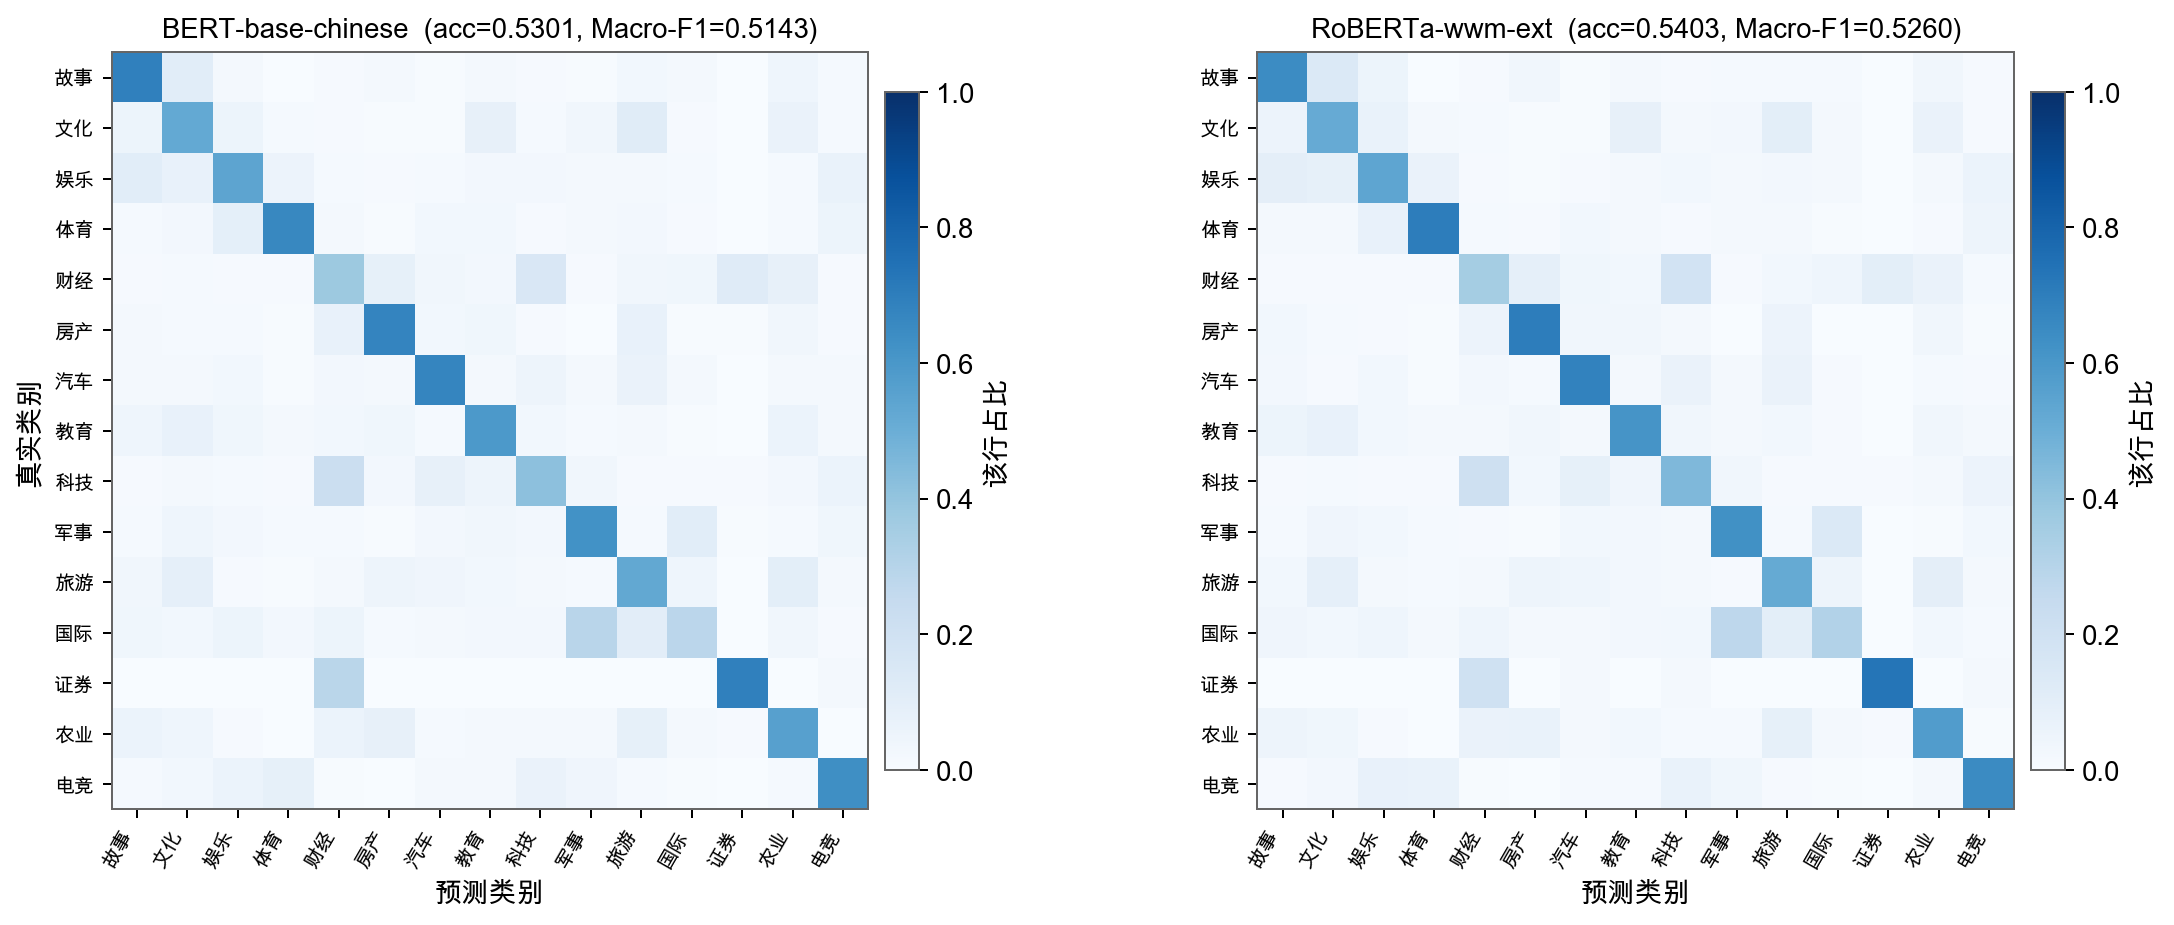 BERT-base-chinese (acc=0.5301, Macro-F1=0.5143)
故事
文化
娱乐
体育
财经
房产
汽车
教育
科技
军事
旅游
国际
证券
农业
电竞
真实类别
故事 文化 娱乐 体育 财经 房产 汽车 教育 科技 军事 旅游 国际 证券 农业 电竞
预测类别
1.0
0.8
0.6
0.4
0.2
0.0
该行占比
RoBERTa-wwm-ext (acc=0.5403, Macro-F1=0.5260)
故事
文化
娱乐
体育
财经
房产
汽车
教育
科技
军事
旅游
国际
证券
农业
电竞
故事 文化 娱乐 体育 财经 房产 汽车 教育 科技 军事 旅游 国际 证券 农业 电竞
预测类别
1.0
0.8
0.6
0.4
0.2
0.0
该行占比